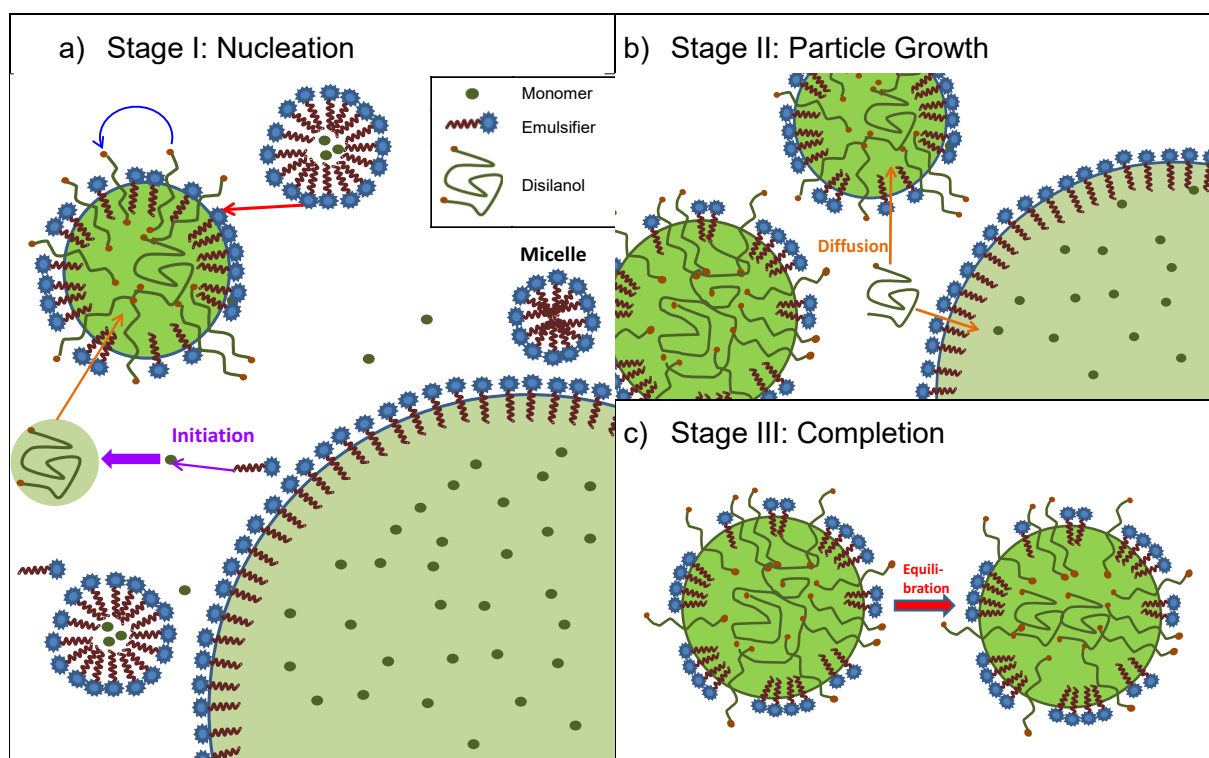 a) Stage I: Nucleation
Monomer
Emulsifier
Disilanol
Micelle
Initiation
b) Stage II: Particle Growth
Diffusion
c) Stage III: Completion
Equili-
bration